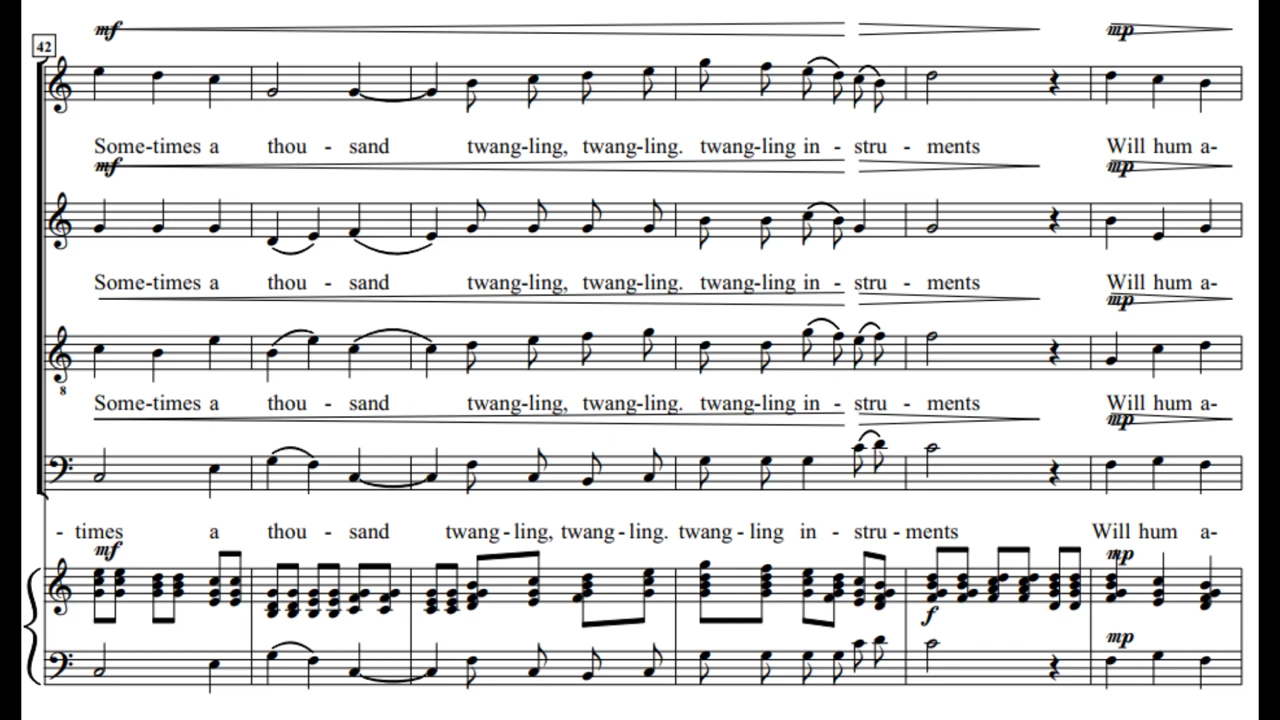 mf
42
Some-times a thou - sand twang-ling, twang-ling. twang-ling in - stru - ments Will hum a-
mf mp
Some-times a thou - sand twang-ling, twang-ling. twang-ling in - stru - ments Will hum a-
mp
8
Some-times a thou - sand twang-ling, twang-ling. twang-ling in - stru - ments Will hum a-
mp
- times a thou - sand twang - ling, twang - ling. twang - ling in - stru - ments Will hum a-
mf mp
f
mp